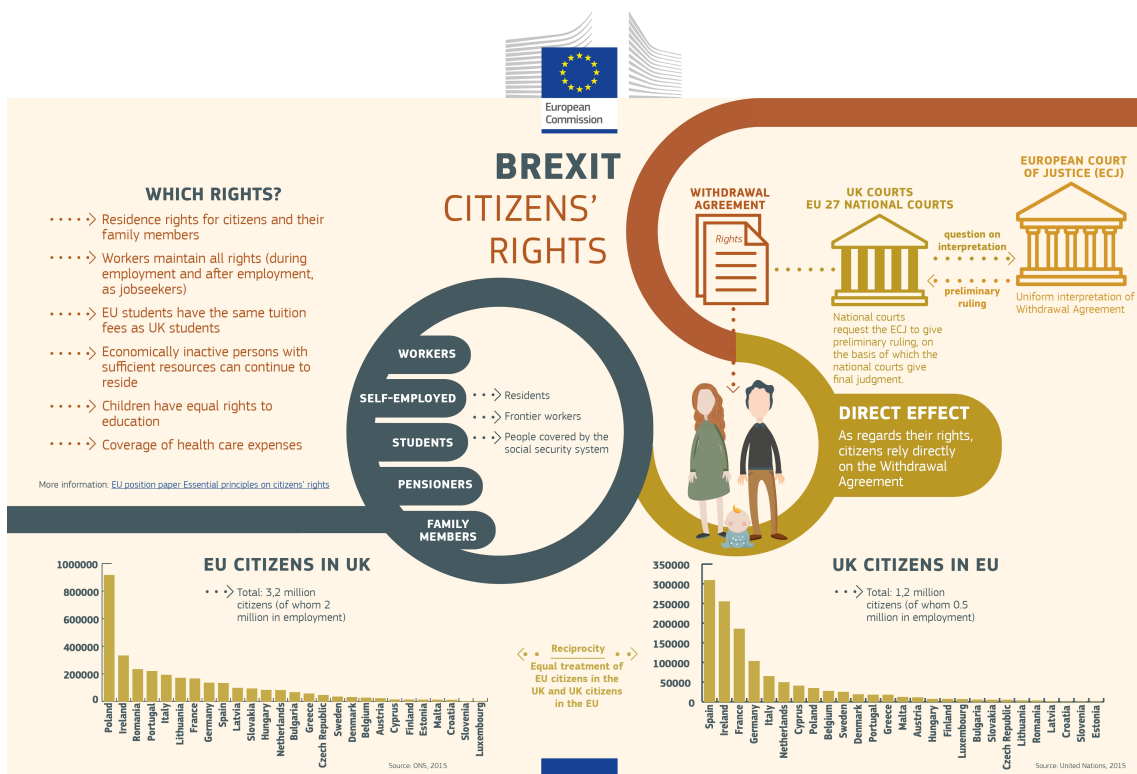 European
Commission
BREXIT
CITIZENS'
RIGHTS
WHICH RIGHTS?
Residence rights for citizens and their
family members
Workers maintain all rights (during
employment and after employment,
as jobseekers)
EU students have the same tuition
fees as UK students
Economically inactive persons with
sufficient resources can continue to
reside
Children have equal rights to
education
Coverage of health care expenses
More information: EU position paper Essential principles on citizens' rights
WORKERS
SELF-EMPLOYED
STUDENTS
PENSIONERS
FAMILY
MEMBERS
Residents
Frontier workers
People covered by the
social security system
WITHDRAWAL
AGREEMENT
Rights
UK COURTS
EU 27 NATIONAL COURTS
National courts
request the ECJ to give
preliminary ruling, on
the basis of which the
national courts give
final judgment.
question on
interpretation
preliminary
ruling
EUROPEAN COURT
OF JUSTICE (ECJ)
Uniform interpretation of
Withdrawal Agreement
DIRECT EFFECT
As regards their rights,
citizens rely directly
on the Withdrawal
Agreement
EU CITIZENS IN UK
Total: 3,2 million
citizens (of whom 2
million in employment)
1000000
800000
600000
400000
200000
0
Poland
Ireland
Romania
Portugal
Italy
Lithuania
France
Germany
Spain
Latvia
Slovakia
Hungary
Netherlands
Bulgaria
Greece
Czech Republic
Sweden
Denmark
Belgium
Austria
Cyprus
Finland
Estonia
Malta
Croatia
Slovenia
Luxembourg
Source: ONS, 2015
Reciprocity
Equal treatment of
EU citizens in the
UK and UK citizens
in the EU
UK CITIZENS IN EU
Total: 1,2 million
citizens (of whom 0.5
million in employment)
350000
300000
250000
200000
150000
100000
50000
0
Spain
Ireland
France
Germany
Italy
Netherlands
Cyprus
Poland
Belgium
Sweden
Denmark
Portugal
Greece
Malta
Austria
Hungary
Finland
Luxembourg
Bulgaria
Slovakia
Czech Republic
Lithuania
Romania
Latvia
Croatia
Slovenia
Estonia
Source: United Nations, 2015